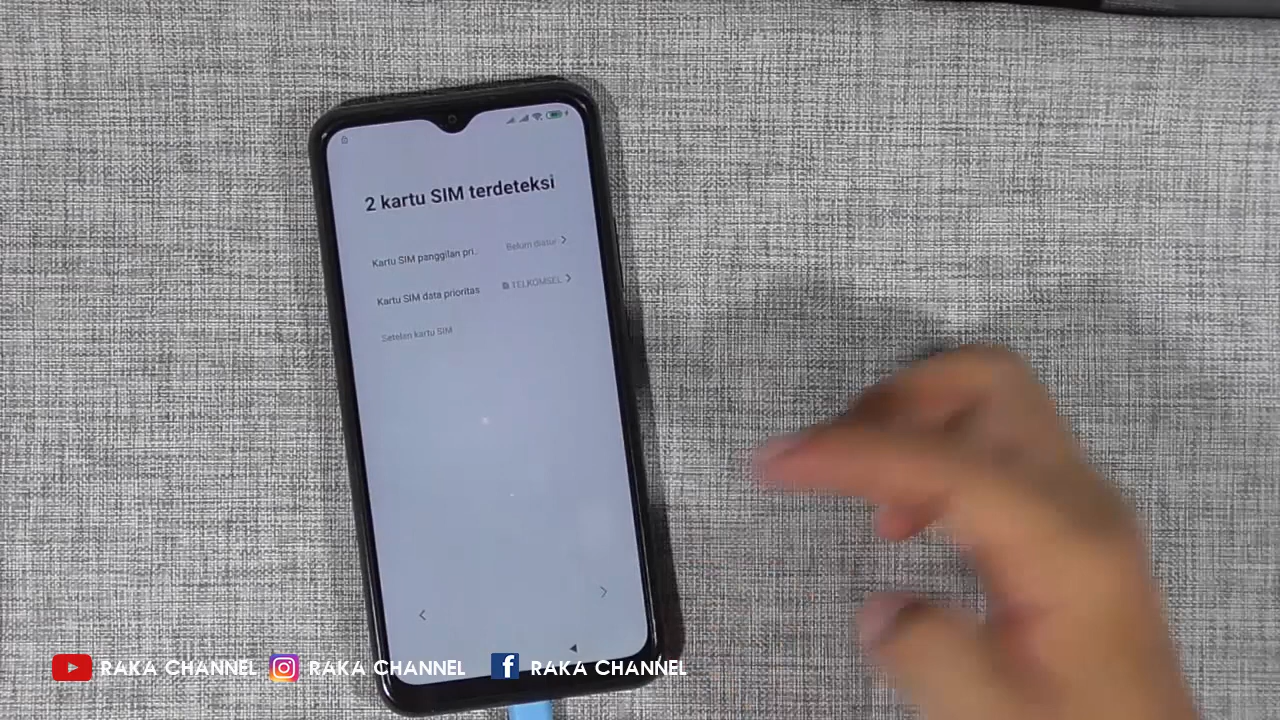 2 kartu SIM terdeteksi
Kartu SIM panggilan pri.. Belum diatur
Kartu SIM data prioritas TELKOMSEL
Setelan kartu SIM
RAKA CHANNEL RAKA CHANNEL f RAKA CHANNEL